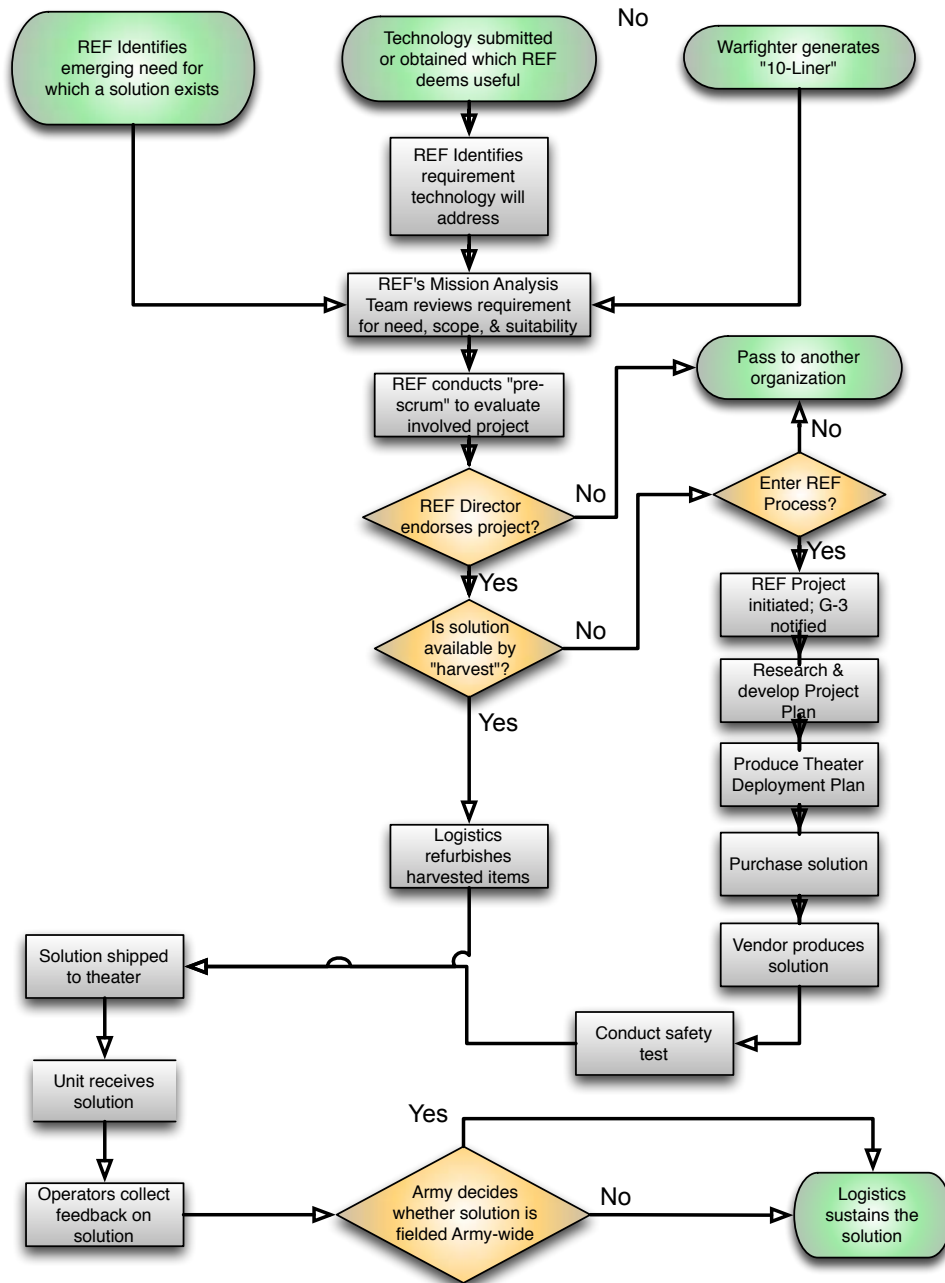 No
REF Identifies
emerging need for
which a solution exists
Technology submitted
or obtained which REF
deems useful
Warfighter generates
"10-Liner"
REF Identifies
requirement
technology will
address
REF's Mission Analysis
Team reviews requirement
for need, scope, & suitability
Pass to another
organization
REF conducts "pre-
scrum" to evaluate
involved project
No
REF Director
endorses project?
No
Enter REF
Process?
Yes
Yes
REF Project
initiated; G-3
notified
Is solution
available by
"harvest"?
No
Research &
develop Project
Plan
Yes
Produce Theater
Deployment Plan
Logistics
refurbishes
harvested items
Purchase solution
Vendor produces
solution
Solution shipped
to theater
Conduct safety
test
Unit receives
solution
Yes
Operators collect
feedback on
solution
Army decides
whether solution is
fielded Army-wide
No
Logistics
sustains the
solution